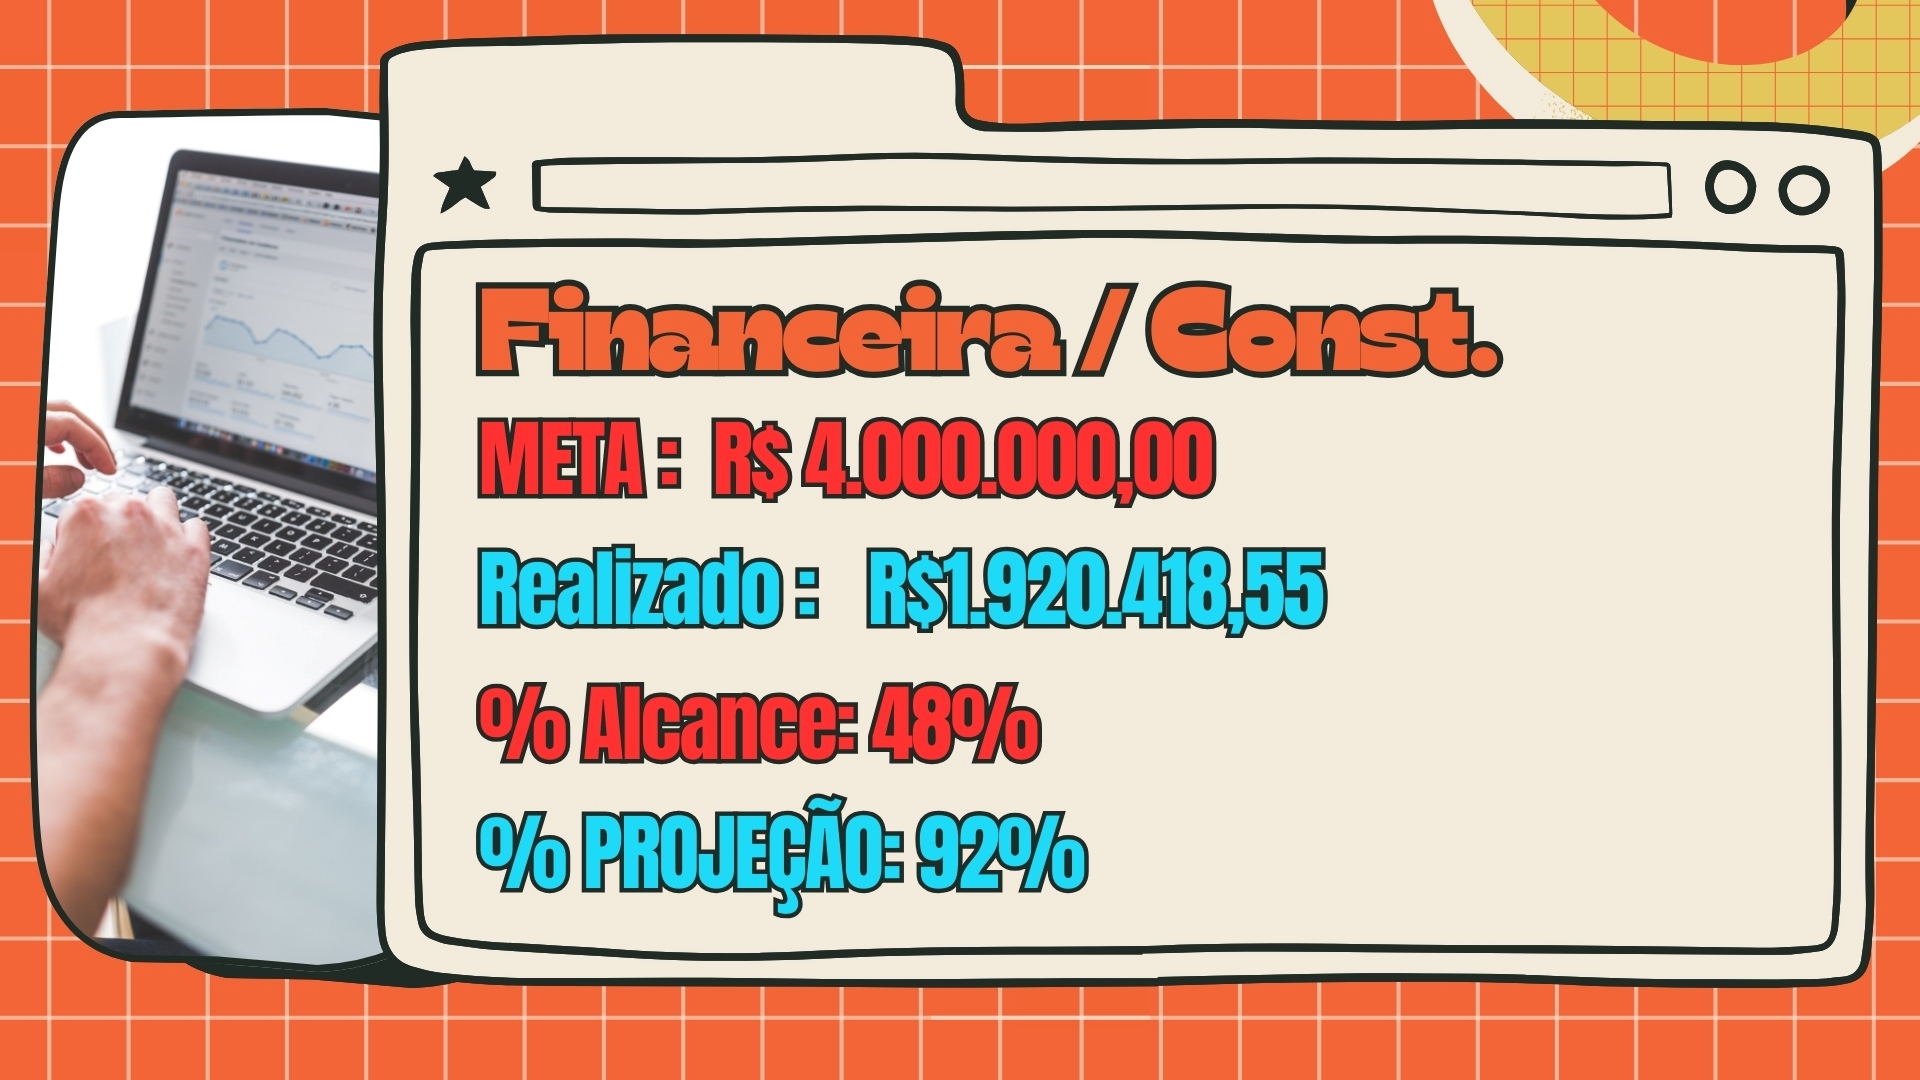 Financeira / Const.
META : R$ 4.000.000,00
Realizado : R$1.920.418,55
% Alcance: 48%
% PROJEÇÃO: 92%